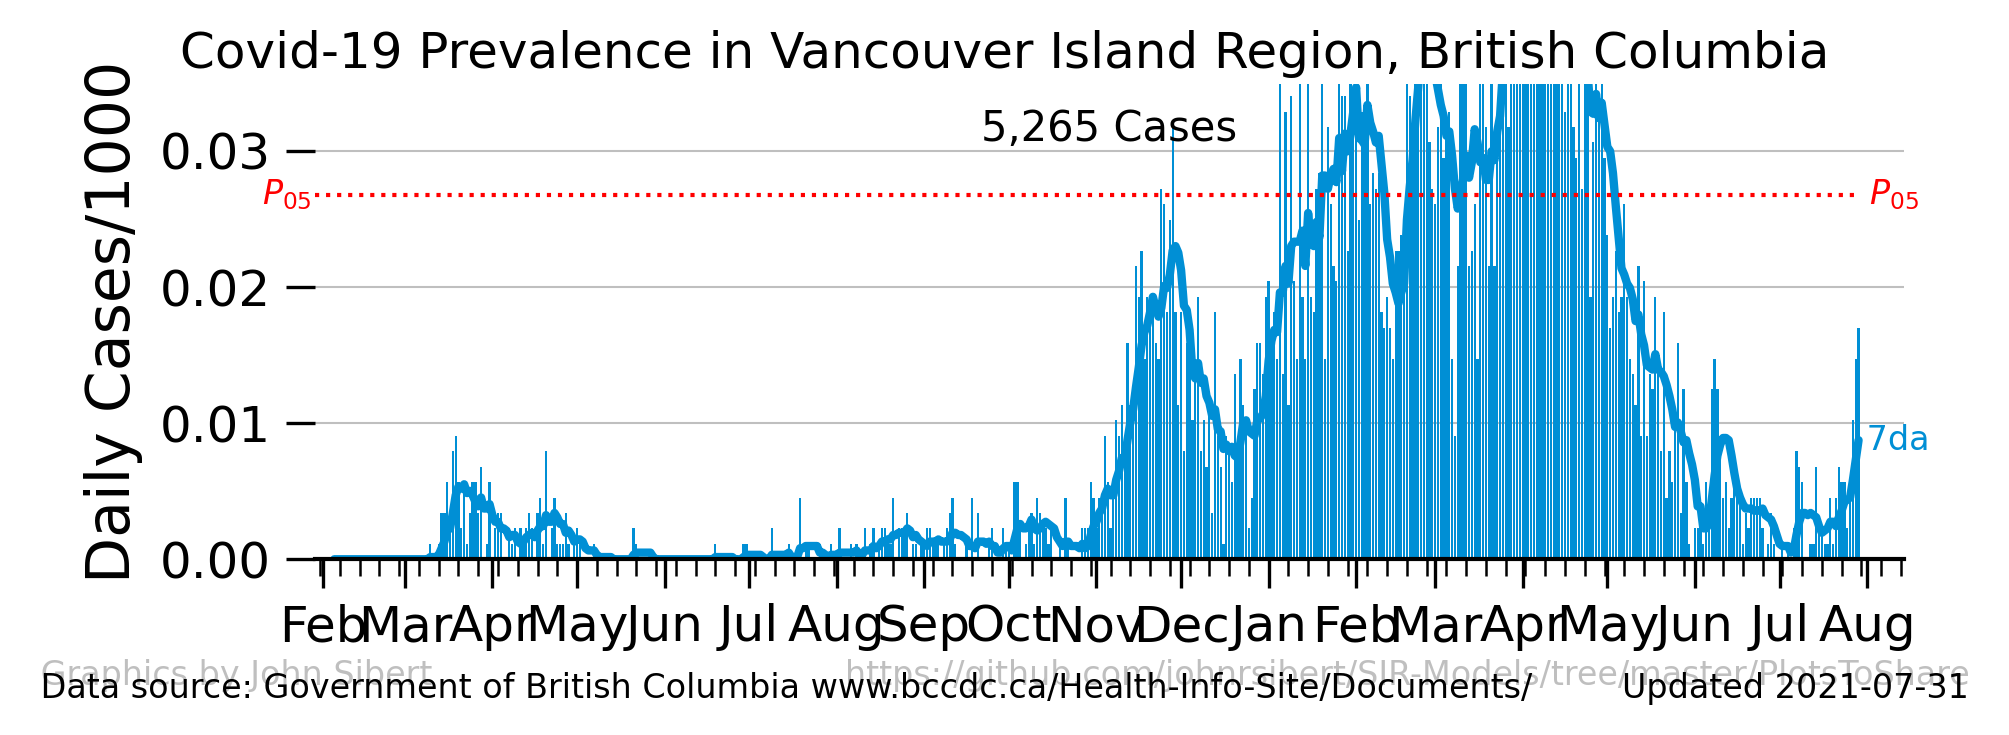 Covid-19 Prevalence in Vancouver Island Region, British Columbia
Daily Cases/1000
5,265 Cases
0.03
P05 P05
0.02
0.01
7da
0.00
Feb Mar Apr May Jun Jul Aug Sep Oct Nov Dec Jan Feb Mar Apr May Jun Jul Aug
Graphics by John Sibert https://github.com/johnrsibert/SIR-Models/tree/master/PlotsToShare
Data source: Government of British Columbia www.bccdc.ca/Health-Info-Site/Documents/ Updated 2021-07-31